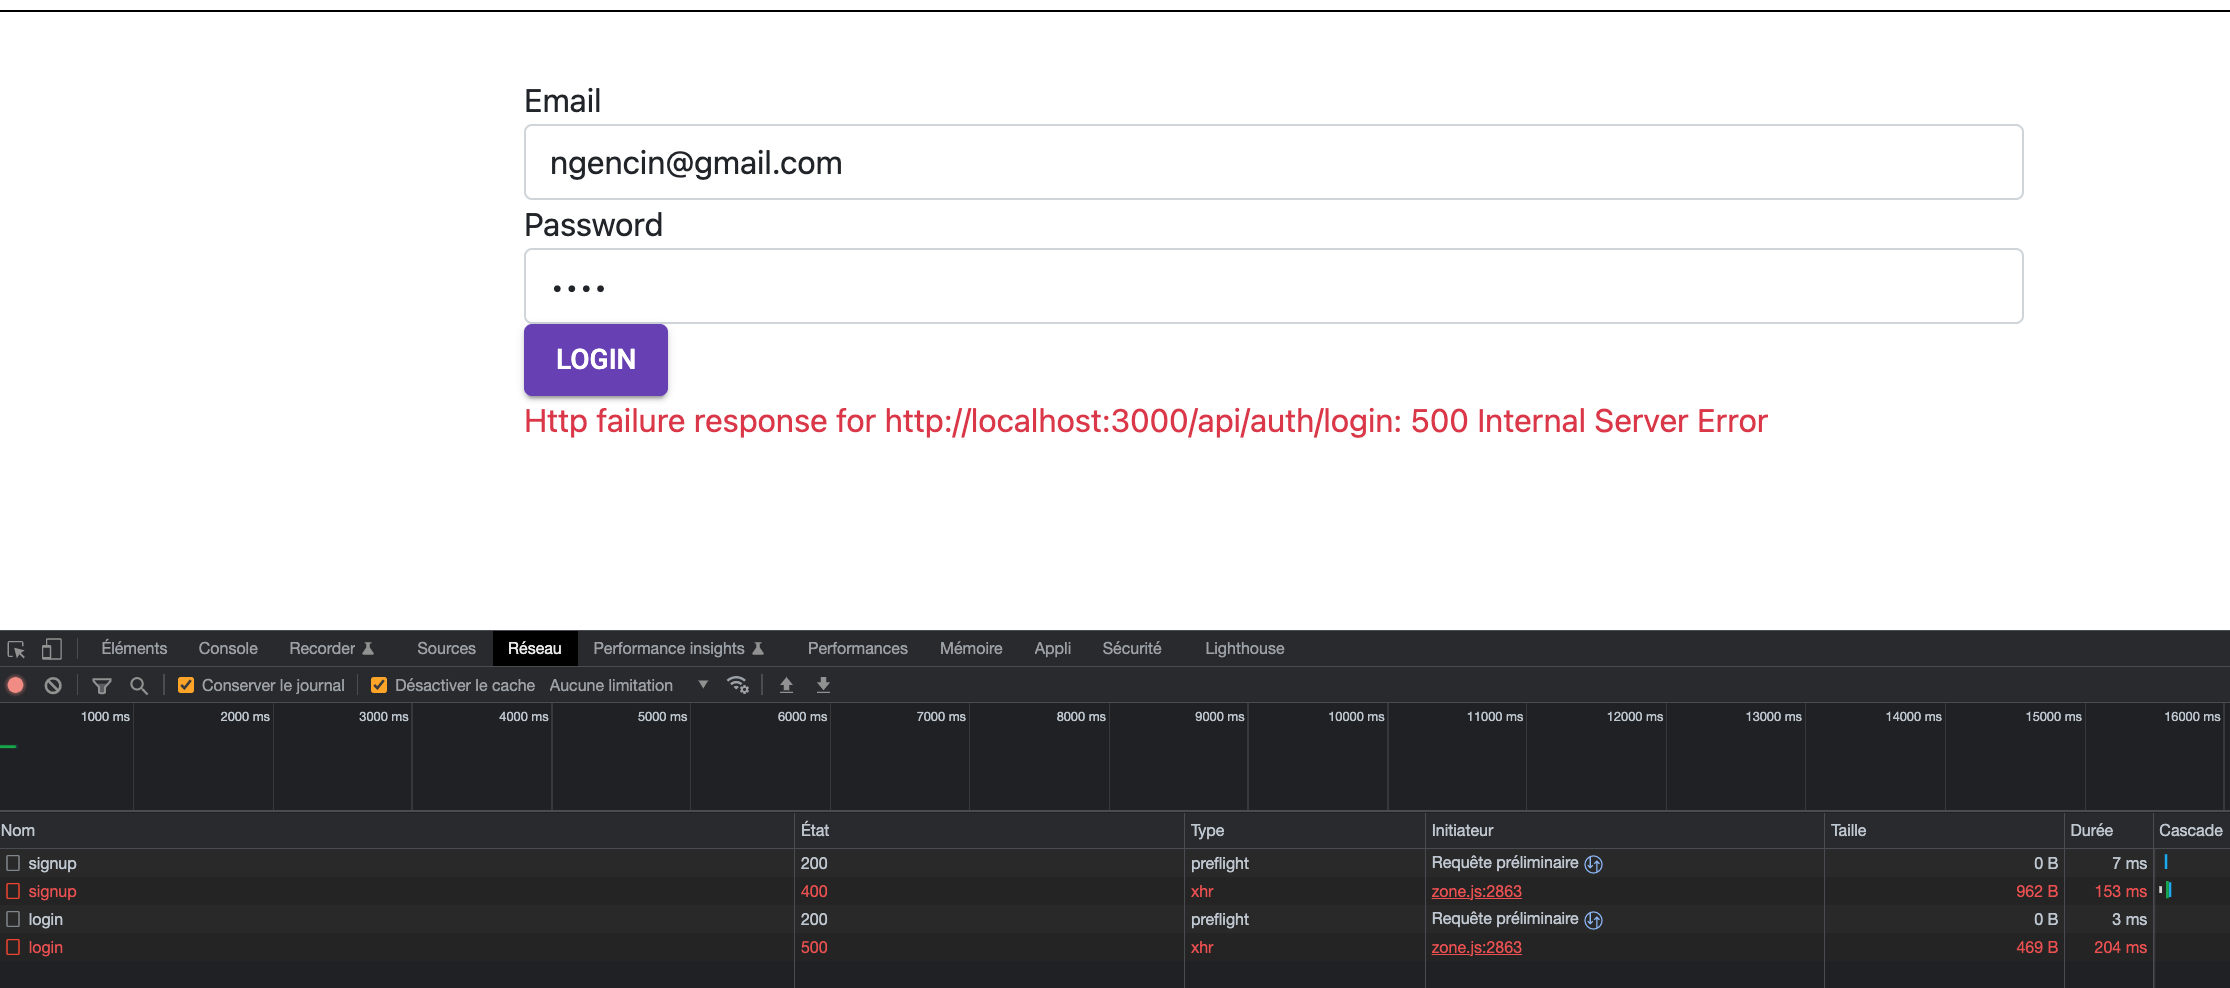 Email
ngencin@gmail.com
Password
••••
LOGIN
Http failure response for http://localhost:3000/api/auth/login: 500 Internal Server Error
Éléments Console Recorder Sources Réseau Performance insights Performances Mémoire Appli Sécurité Lighthouse
Conserver le journal Désactiver le cache Aucune limitation
1000 ms 2000 ms 3000 ms 4000 ms 5000 ms 6000 ms 7000 ms 8000 ms 9000 ms 10000 ms 11000 ms 12000 ms 13000 ms 14000 ms 15000 ms 16000 ms
Nom État Type Initiateur Taille Durée Cascade
signup 200 preflight Requête préliminaire 0 B 7 ms
signup 400 xhr zone.js:2863 962 B 153 ms
login 200 preflight Requête préliminaire 0 B 3 ms
login 500 xhr zone.js:2863 469 B 204 ms